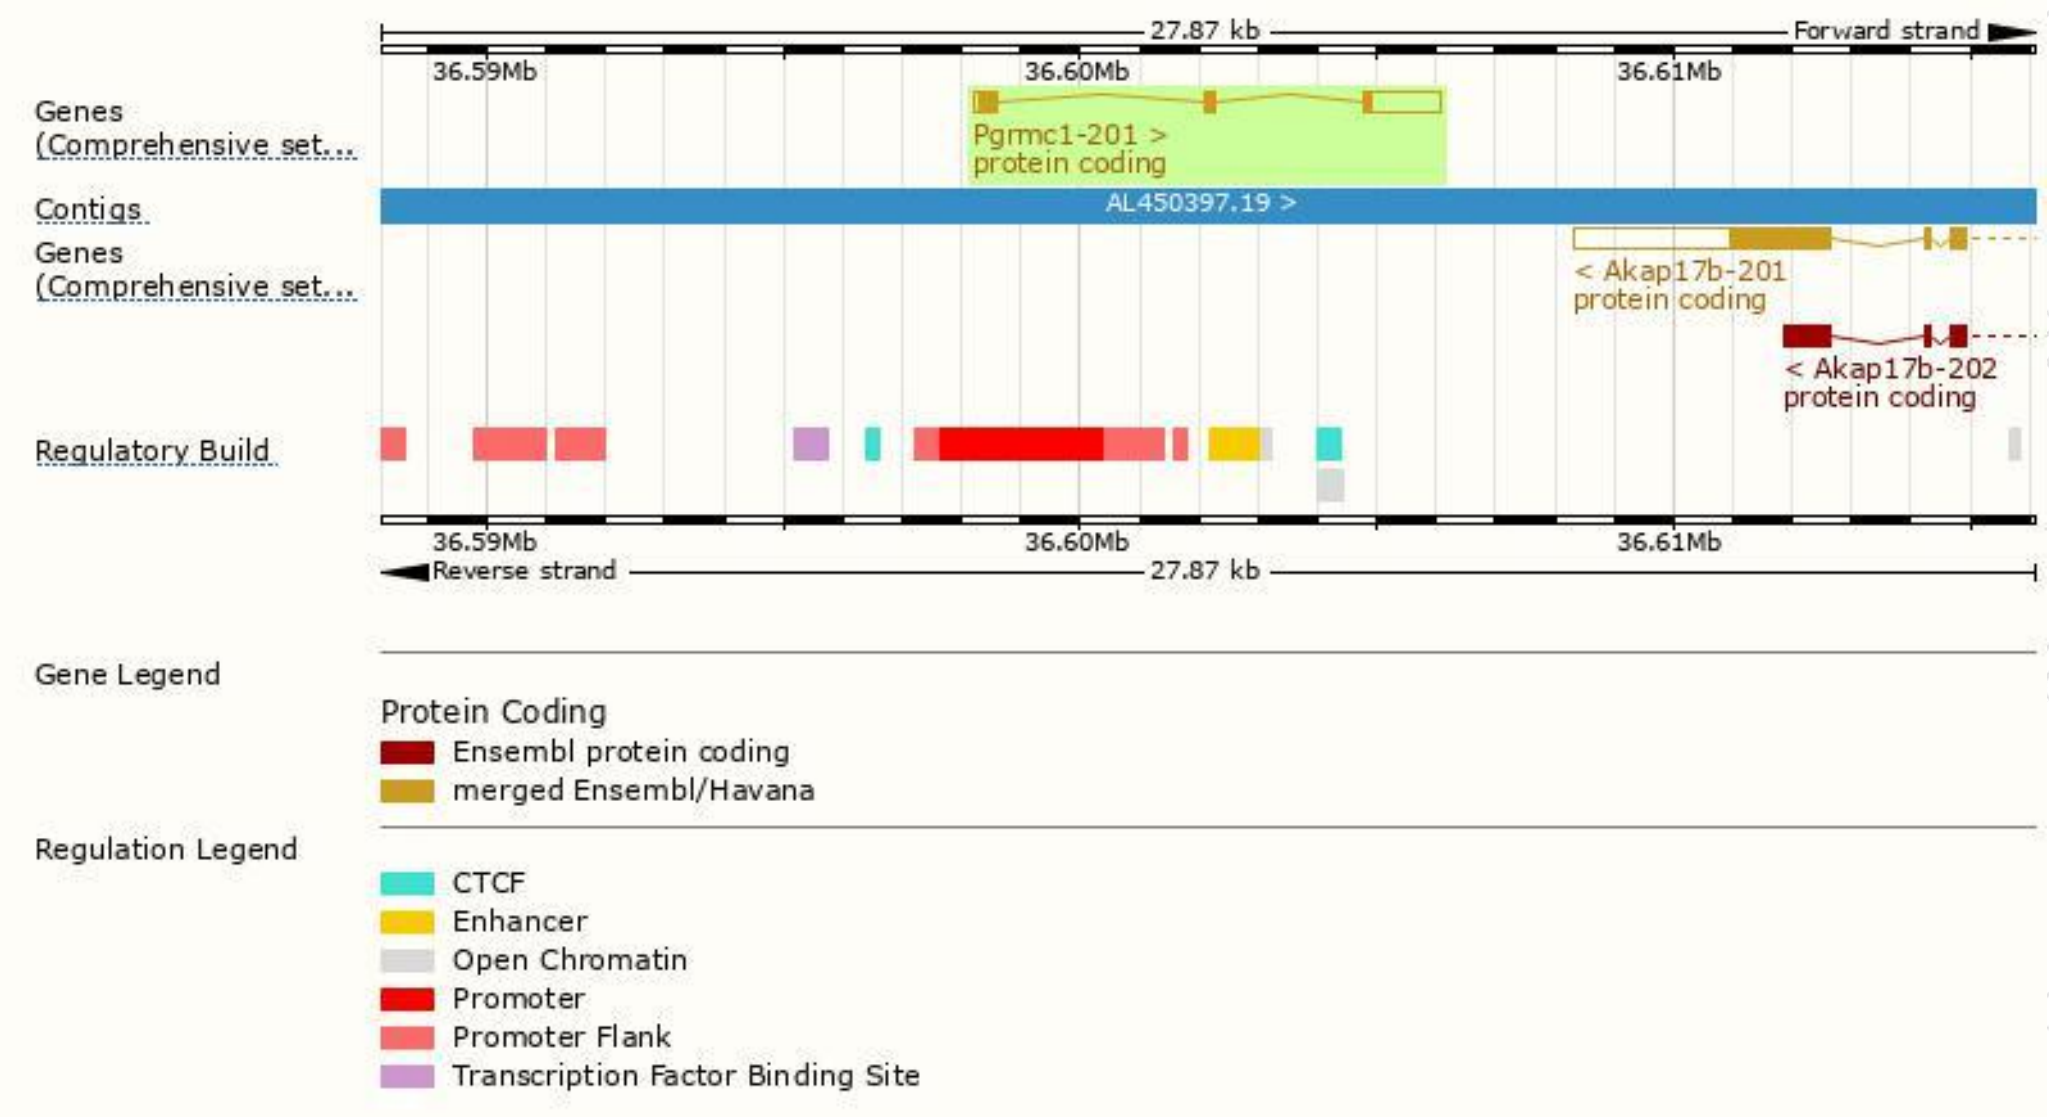 27.87 kb Forward strand
36.59Mb 36.60Mb 36.61Mb
Genes
(Comprehensive set...
Pgrmc1-201 >
protein coding
Contigs
AL450397.19 >
Genes
(Comprehensive set...
< Akap17b-201
protein coding
< Akap17b-202
protein coding
Regulatory Build
36.59Mb 36.60Mb 36.61Mb
Reverse strand 27.87 kb
Gene Legend
Protein Coding
Ensembl protein coding
merged Ensembl/Havana
Regulation Legend
CTCF
Enhancer
Open Chromatin
Promoter
Promoter Flank
Transcription Factor Binding Site